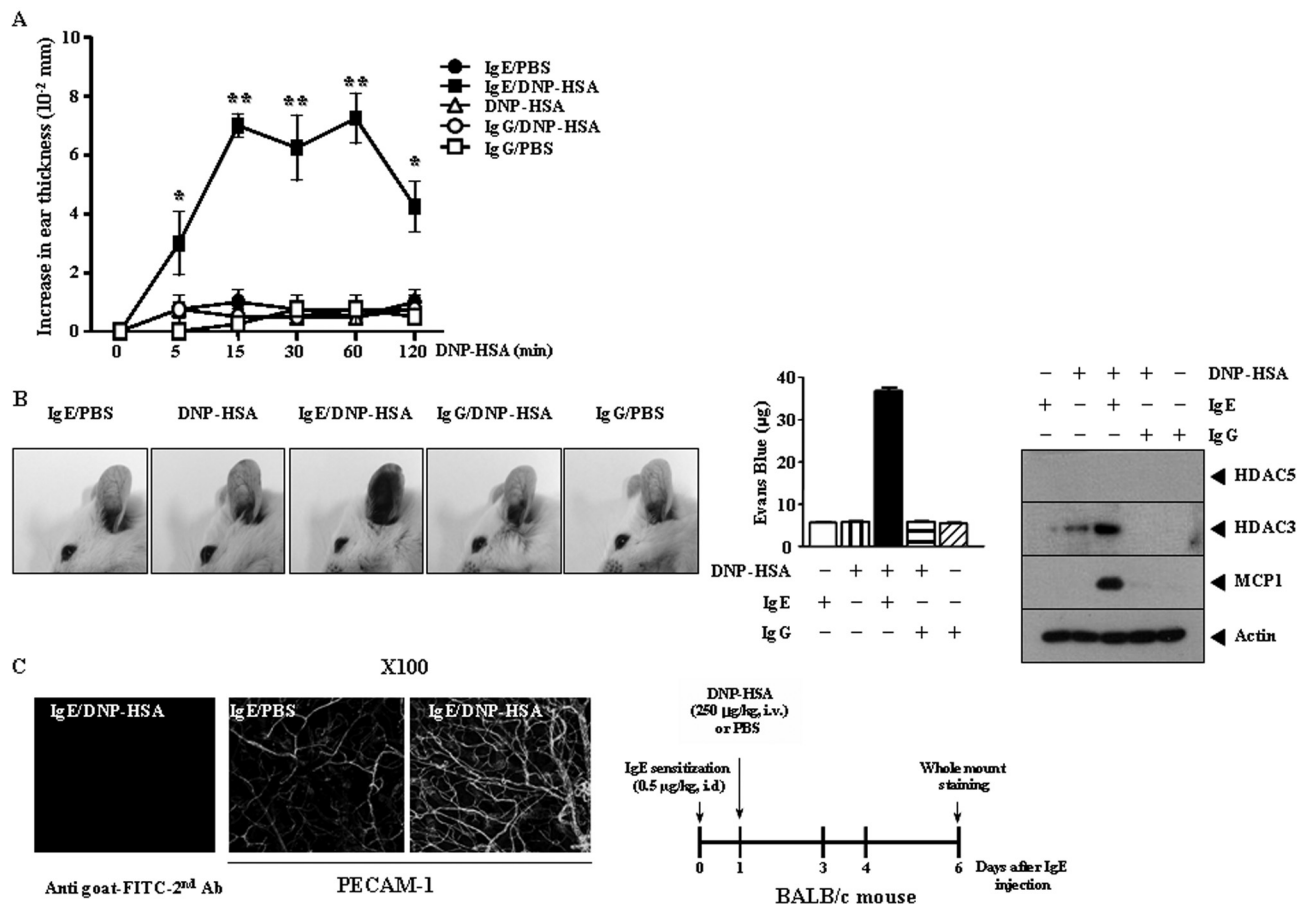 A
10
8
6
4
2
0
Increase in ear thickness (10-2 mm)
** ** **
* *
0 5 15 30 60 120 DNP-HSA (min)
IgE/PBS
IgE/DNP-HSA
DNP-HSA
IgG/DNP-HSA
IgG/PBS
B
IgE/PBS DNP-HSA IgE/DNP-HSA IgG/DNP-HSA IgG/PBS
40
30
20
10
0
Evans Blue (µg)
DNP-HSA − + + + −
IgE + − + − −
IgG − − − + +
− + + + − DNP-HSA
+ − + − − IgE
− − − + + IgG
HDAC5
HDAC3
MCP1
Actin
C
X100
IgE/DNP-HSA IgE/PBS IgE/DNP-HSA
Anti goat-FITC-2nd Ab PECAM-1
DNP-HSA
(250 µg/kg, i.v.)
or PBS
IgE sensitization
(0.5 µg/kg, i.d)
Whole mount
staining
0 1 3 4 6 Days after IgE
injection
BALB/c mouse